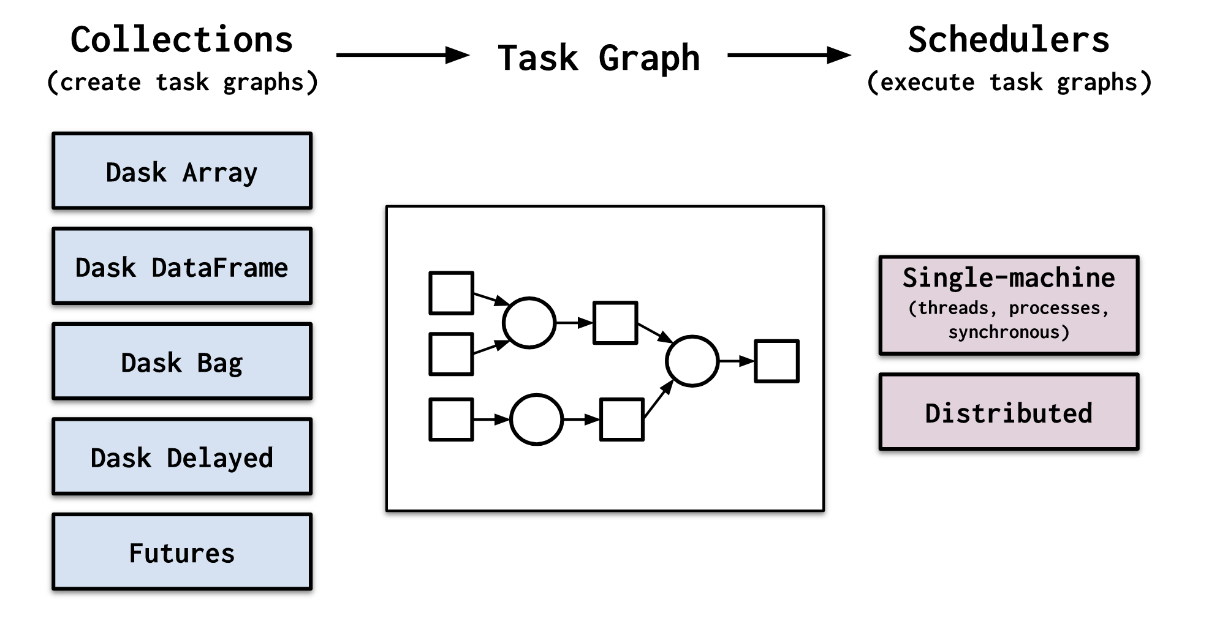 Collections
(create task graphs)
Task Graph
Schedulers
(execute task graphs)
Dask Array
Dask DataFrame
Dask Bag
Dask Delayed
Futures
Single-machine
(threads, processes,
synchronous)
Distributed